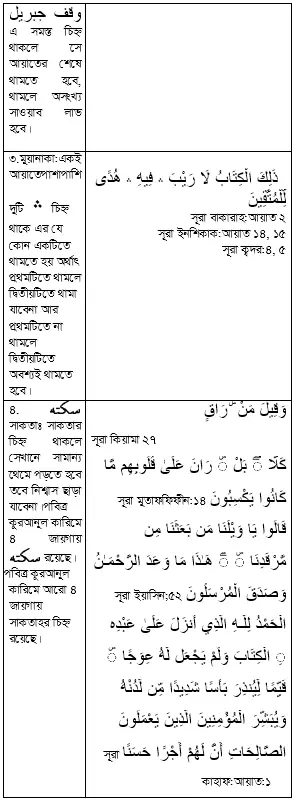 وقف جبريل
এ সমস্ত চিহ্ন
থাকলে সে
আয়াতের শেষে
থামতে হবে,
থামলে অসংখ্য
সাওয়াব লাভ
হবে।
৩.মুয়ানাকা:একই
আয়াতেপাশাপাশি
দুটি ۛ চিহ্ন
থাকে এর যে
কোন একটিতে
থামতে হয় অর্থাৎ
প্রথমটিতে থামলে
দ্বিতীয়টিতে থামা
যাবেনা আর
প্রথমটিতে না
থামলে
দ্বিতীয়টিতে
অবশ্যই থামতে
হবে।
ذَٰلِكَ الْكِتَابُ لَا رَيْبَ ۛ فِيهِ ۛ هُدًى
لِّلْمُتَّقِينَ
সূরা বাকারাহ:আয়াত ২
সূরা ইনশিকাক:আয়াত ১৪, ১৫
সূরা কৃদর:৪, ৫
৪. سكته
সাকতাঃ সাকতার
চিহ্ন থাকলে
সেখানে সামান্য
থেমে পড়তে হবে
তবে নিশ্বাস ছাড়া
যাবেনা।পবিত্র
কুরআনুল কারিমে
৪ জায়গায়
سكته রয়েছে।
পবিত্র কুরআনুল
কারিমে আরো ৪
জায়গায়
সাকতাহর চিহ্ন
রয়েছে।
وَقِيلَ مَنْ ۜ رَاقٍ
সূরা কিয়ামা ২৭
كَلَّا ۖ بَلْ ۜ رَانَ عَلَىٰ قُلُوبِهِم مَّا
كَانُوا يَكْسِبُونَ সূরা মুতাফফিফীন:১৪
قَالُوا يَا وَيْلَنَا مَن بَعَثَنَا مِن
مَّرْقَدِنَا ۜ ۗ هَٰذَا مَا وَعَدَ الرَّحْمَٰنُ
وَصَدَقَ الْمُرْسَلُونَ সূরা ইয়াসিন;৫২
الْحَمْدُ لِلَّهِ الَّذِي أَنزَلَ عَلَىٰ عَبْدِهِ
الْكِتَابَ وَلَمْ يَجْعَل لَّهُ عِوَجًا ۜ
قَيِّمًا لِّيُنذِرَ بَأْسًا شَدِيدًا مِّن لَّدُنْهُ
وَيُبَشِّرَ الْمُؤْمِنِينَ الَّذِينَ يَعْمَلُونَ
الصَّالِحَاتِ أَنَّ لَهُمْ أَجْرًا حَسَنًا সূরা
কাহাফ:আয়াত:১